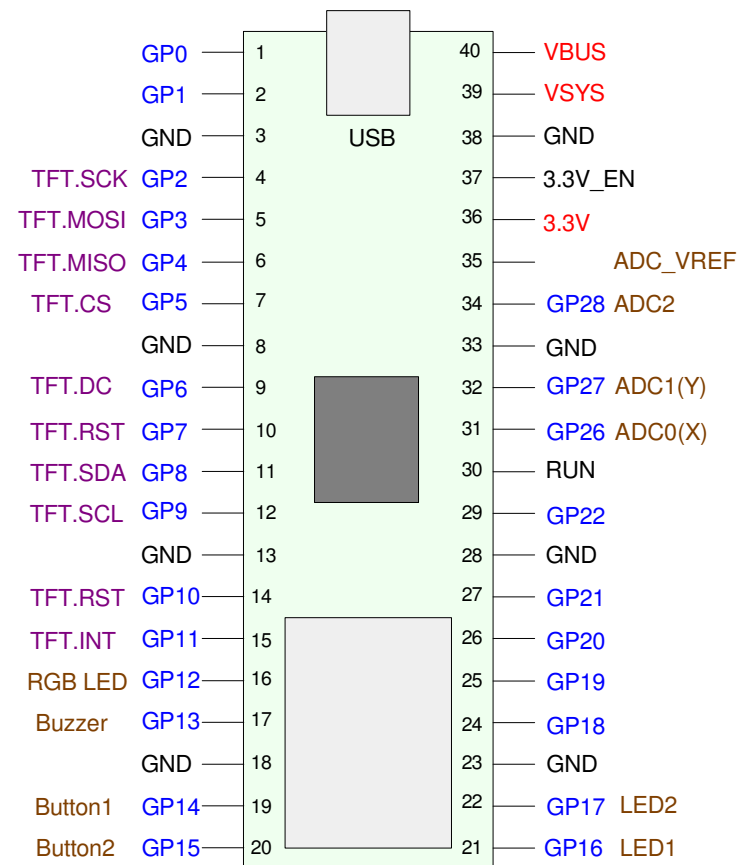 GP0 1 40 VBUS
GP1 2 39 VSYS
GND 3 USB 38 GND
TFT.SCK GP2 4 37 3.3V_EN
TFT.MOSI GP3 5 36 3.3V
TFT.MISO GP4 6 35 ADC_VREF
TFT.CS GP5 7 34 GP28 ADC2
GND 8 33 GND
TFT.DC GP6 9 32 GP27 ADC1(Y)
TFT.RST GP7 10 31 GP26 ADC0(X)
TFT.SDA GP8 11 30 RUN
TFT.SCL GP9 12 29 GP22
GND 13 28 GND
TFT.RST GP10 14 27 GP21
TFT.INT GP11 15 26 GP20
RGB LED GP12 16 25 GP19
Buzzer GP13 17 24 GP18
GND 18 23 GND
Button1 GP14 19 22 GP17 LED2
Button2 GP15 20 21 GP16 LED1